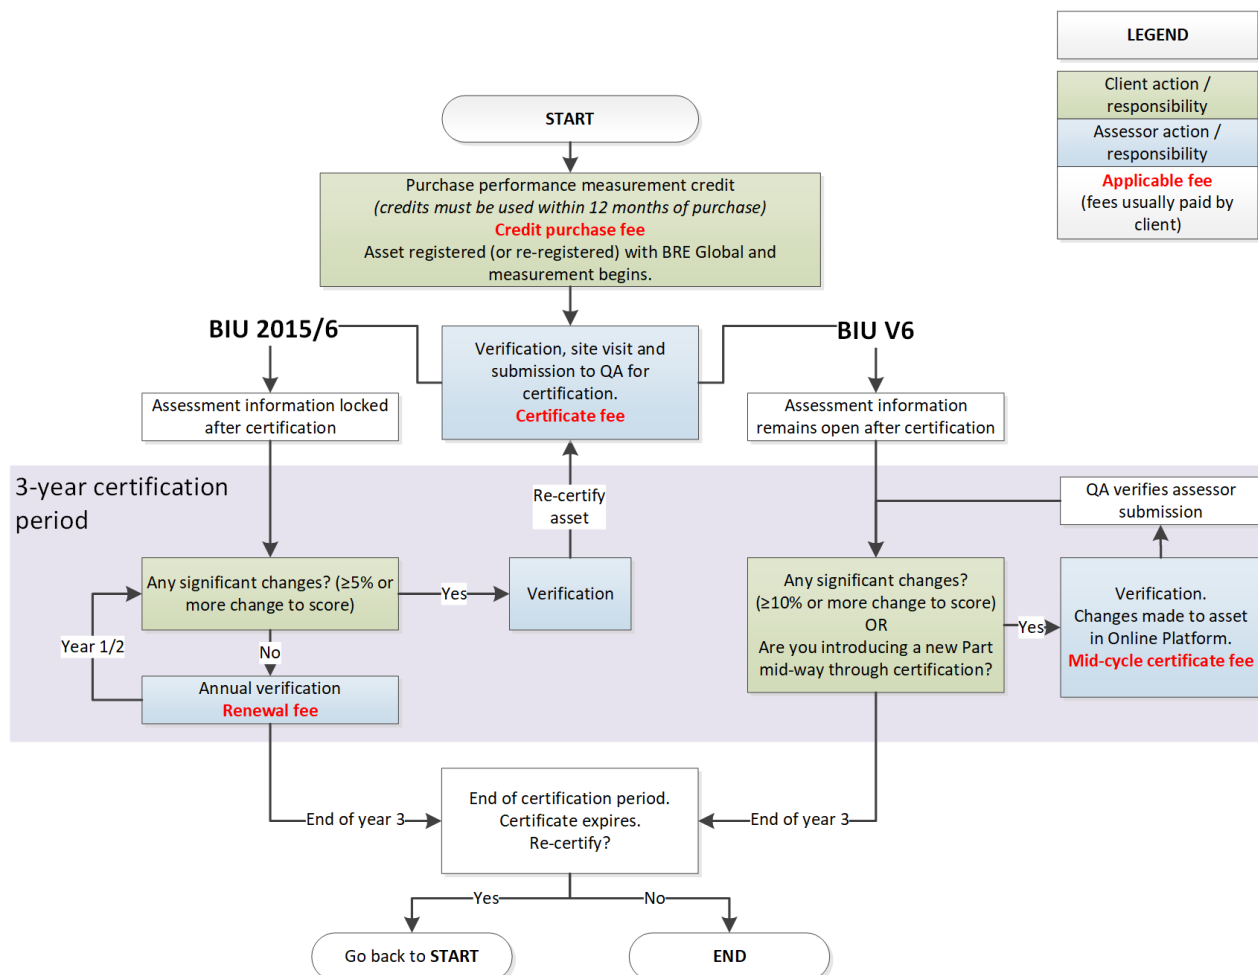 LEGEND
Client action /
responsibility
Assessor action /
responsibility
Applicable fee
(fees usually paid by
client)
START
Purchase performance measurement credit
(credits must be used within 12 months of purchase)
Credit purchase fee
Asset registered (or re-registered) with BRE Global and
measurement begins.
BIU 2015/6
BIU V6
Verification, site visit and
submission to QA for
certification.
Certificate fee
Assessment information locked
after certification
Assessment information
remains open after certification
3-year certification
period
Re-certify
asset
QA verifies assessor
submission
Any significant changes? (≥5% or
more change to score)
Yes
Verification
Any significant changes?
(≥10% or more change to score)
OR
Are you introducing a new Part
mid-way through certification?
Yes
Verification.
Changes made to asset
in Online Platform.
Mid-cycle certificate fee
Year 1/2
No
Annual verification
Renewal fee
End of year 3
End of certification period.
Certificate expires.
Re-certify?
End of year 3
Yes
No
Go back to START
END